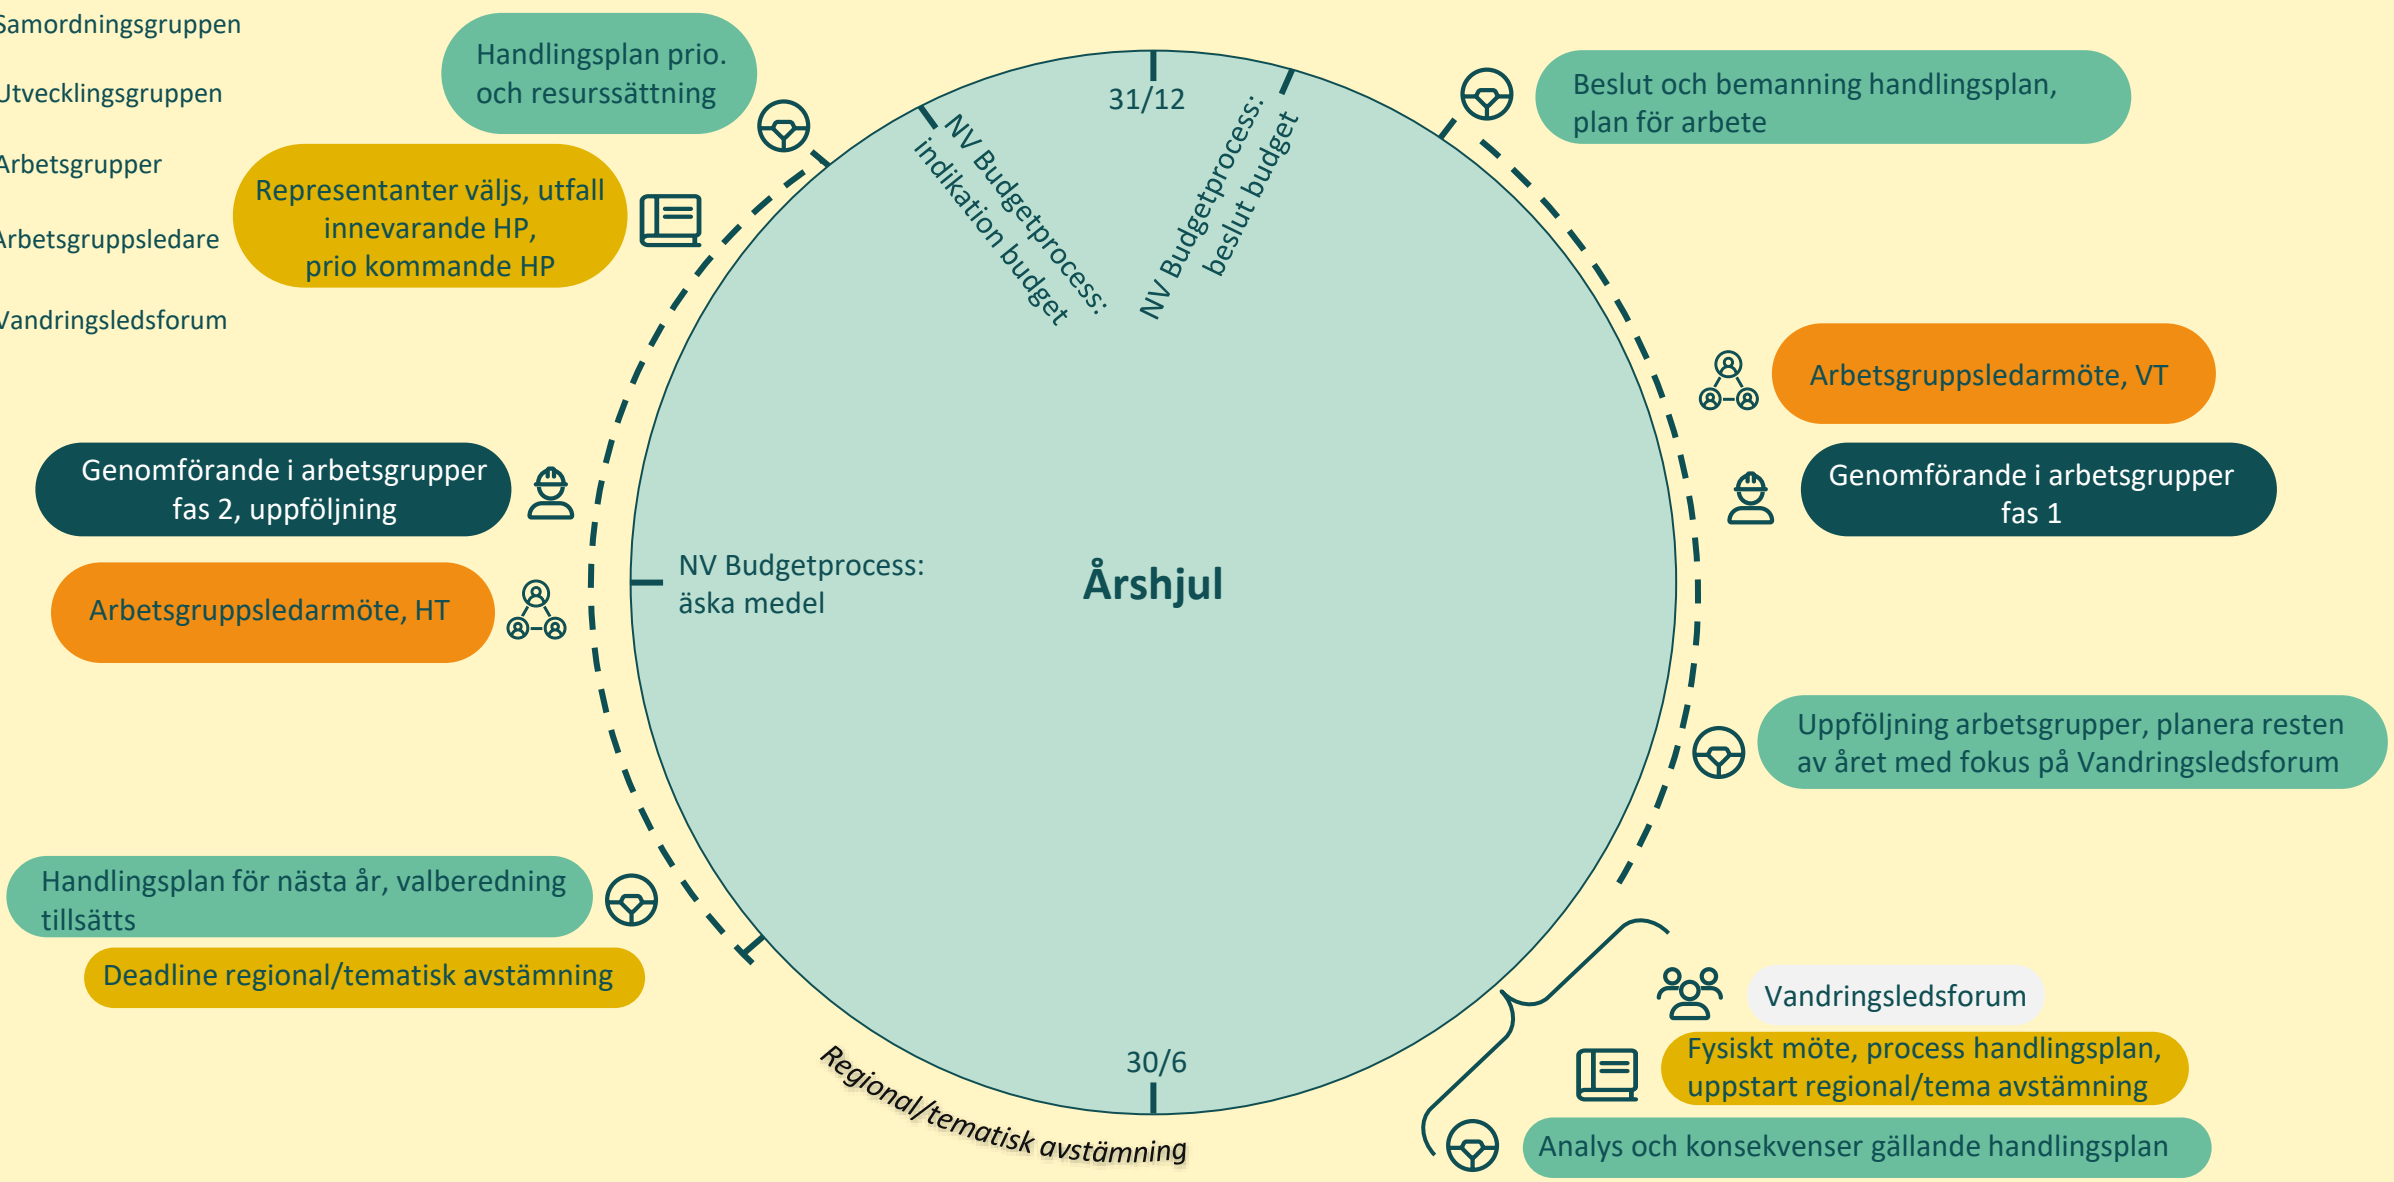 Samordningsgruppen
Utvecklingsgruppen
Arbetsgrupper
Arbetsgruppsledare
Vandringsledsforum
Handlingsplan prio.
och resurssättning
Representanter väljs, utfall
innevarande HP,
prio kommande HP
Genomförande i arbetsgrupper
fas 2, uppföljning
Arbetsgruppsledarmöte, HT
Handlingsplan för nästa år, valberedning
tillsätts
Deadline regional/tematisk avstämning
31/12
NV Budgetprocess:
indikation budget
NV Budgetprocess:
beslut budget
NV Budgetprocess:
äska medel
Årshjul
30/6
Regional/tematisk avstämning
Beslut och bemanning handlingsplan,
plan för arbete
Arbetsgruppsledarmöte, VT
Genomförande i arbetsgrupper
fas 1
Uppföljning arbetsgrupper, planera resten
av året med fokus på Vandringsledsforum
Vandringsledsforum
Fysiskt möte, process handlingsplan,
uppstart regional/tema avstämning
Analys och konsekvenser gällande handlingsplan